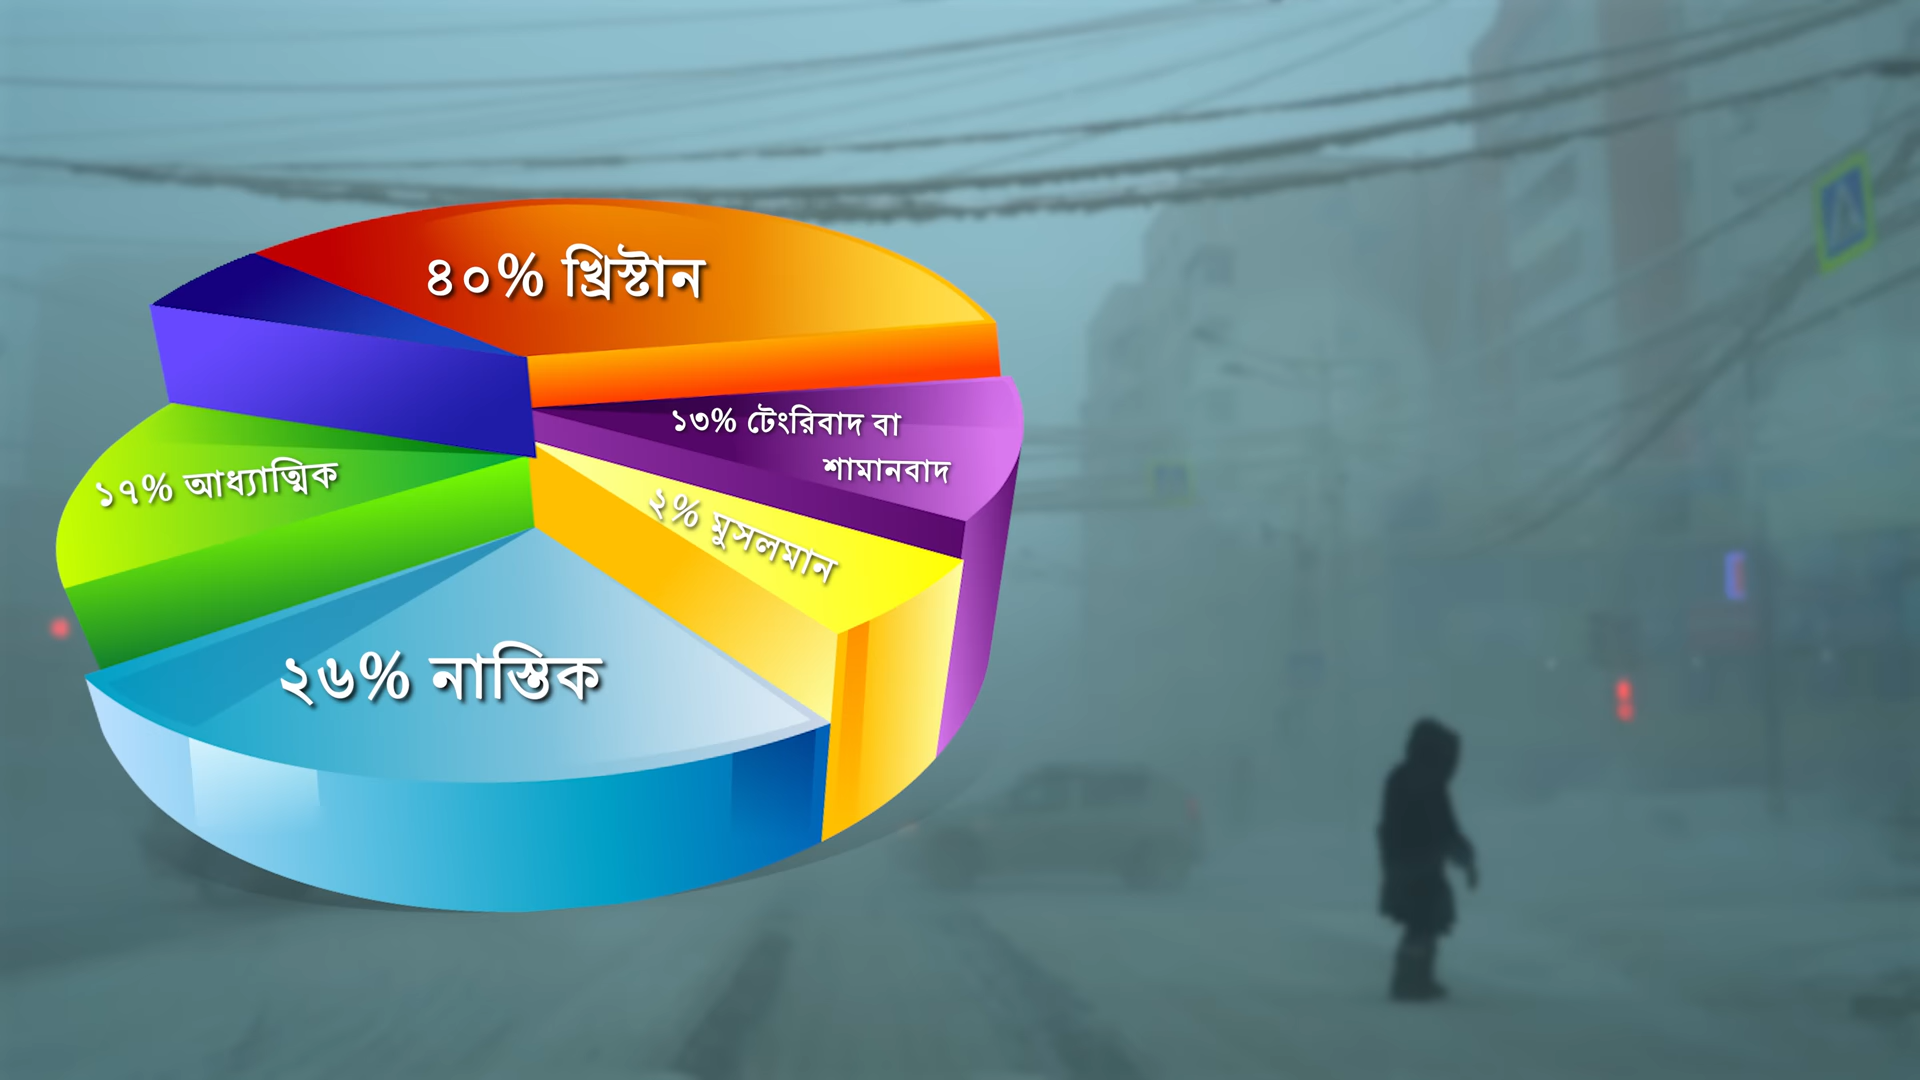 ৪০% খ্রিস্টান
১৩% টেংরিবাদ বা
শামানবাদ
১৭% আধ্যাত্মিক
২% মুসলমান
২৬% নাস্তিক